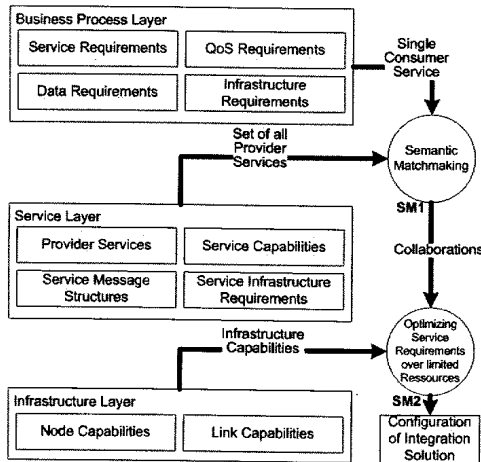 Business Process Layer
Service Requirements
QoS Requirements
Data Requirements
Infrastructure
Requirements
Single
Consumer
Service
Set of all
Provider
Services
Semantic
Matchmaking
SM1
Service Layer
Provider Services
Service Capabilities
Service Message
Structures
Service Infrastructure
Requirements
Collaborations
Infrastructure
Capabilities
Optimizing
Service
Requirements
over limited
Ressources
SM2
Infrastructure Layer
Node Capabilities
Link Capabilities
Configuration
of Integration
Solution